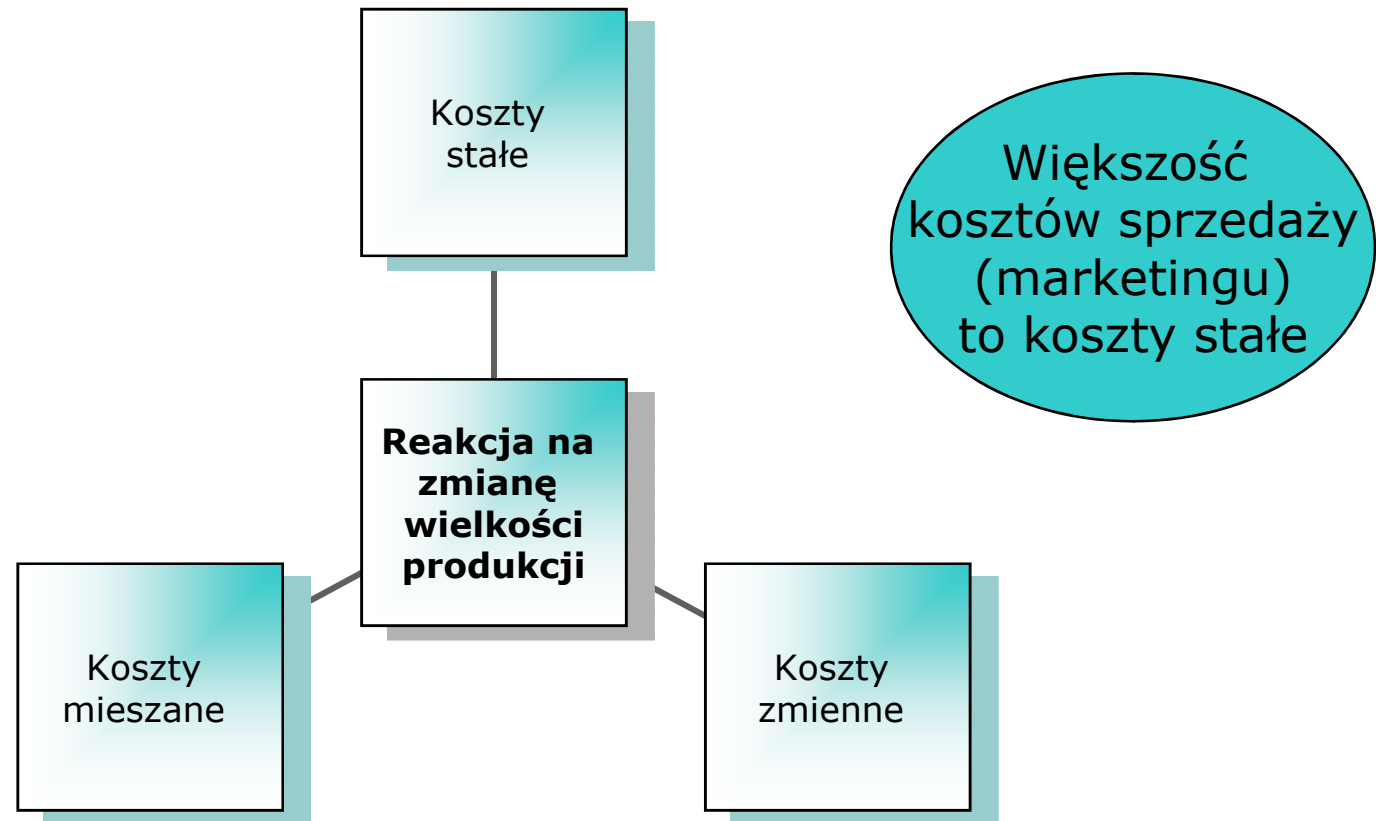 Koszty
stałe
Większość
kosztów sprzedaży
(marketingu)
to koszty stałe
Reakcja na
zmianę
wielkości
produkcji
Koszty
mieszane
Koszty
zmienne